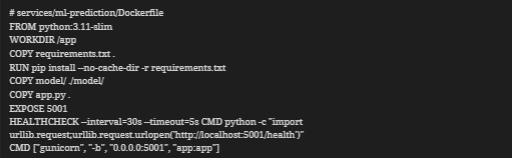 # services/ml-prediction/Dockerfile
FROM python:3.11-slim
WORKDIR /app
COPY requirements.txt .
RUN pip install --no-cache-dir -r requirements.txt
COPY model/ ./model/
COPY app.py .
EXPOSE 5001
HEALTHCHECK --interval=30s --timeout=5s CMD python -c "import
urllib.request;urllib.request.urlopen('http://localhost:5001/health')"
CMD ["gunicorn", "-b", "0.0.0.0:5001", "app:app"]